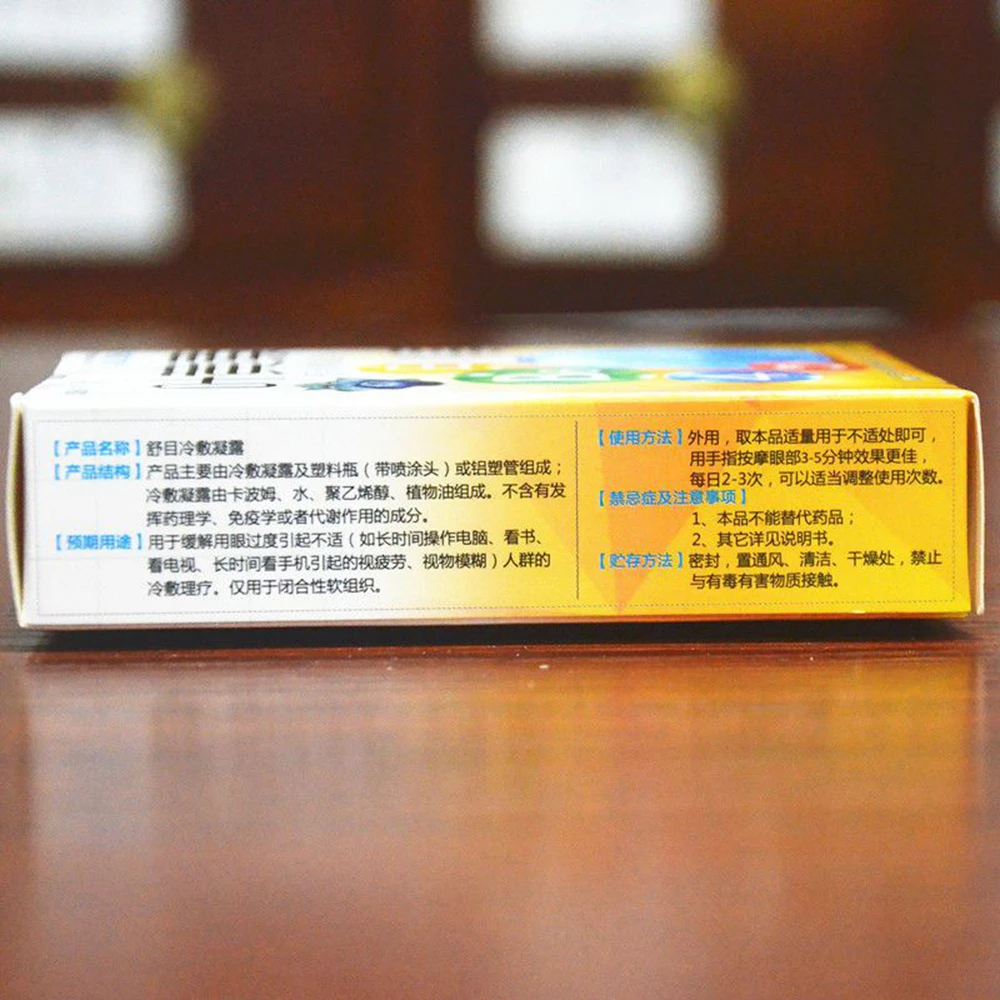 【产品名称】舒目冷敷凝露
【产品结构】产品主要由冷敷凝露及塑料瓶(带喷涂头)或铝塑管组成;
冷敷凝露由卡波姆、水、聚乙烯醇、植物油组成。不含有发
挥药理学、免疫学或者代谢作用的成分。
【预期用途】用于缓解用眼过度引起不适(如长时间操作电脑、看书、
看电视、长时间看手机引起的视疲劳、视物模糊)人群的
冷敷理疗。仅用于闭合性软组织。
【使用方法】外用,取本品适量用于不适处即可,
用手指按摩眼部3-5分钟效果更佳,
每日2-3次,可以适当调整使用次数。
【禁忌症及注意事项】
1、本品不能替代药品;
2、其它详见说明书。
【贮存方法】密封,置通风、清洁、干燥处,禁止
与有毒有害物质接触。